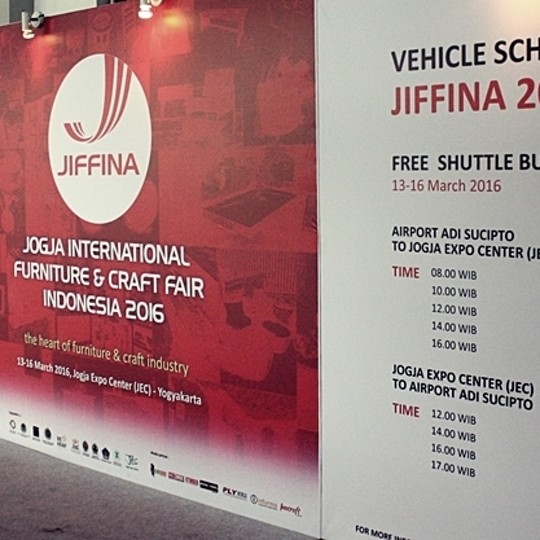 JIFFINA
JOGJA INTERNATIONAL
FURNITURE & CRAFT FAIR
INDONESIA 2016
the heart of furniture & craft industry
13-16 March 2016, Jogja Expo Center (JEC) - Yogyakarta
VEHICLE SCH
JIFFINA 20
FREE SHUTTLE BU
13-16 March 2016
AIRPORT ADI SUCIPTO
TO JOGJA EXPO CENTER (JE
TIME 08.00 WIB
10.00 WIB
12.00 WIB
14.00 WIB
16.00 WIB
JOGJA EXPO CENTER (JEC)
TO AIRPORT ADI SUCIPTO
TIME 12.00 WIB
14.00 WIB
16.00 WIB
17.00 WIB
FOR MORE